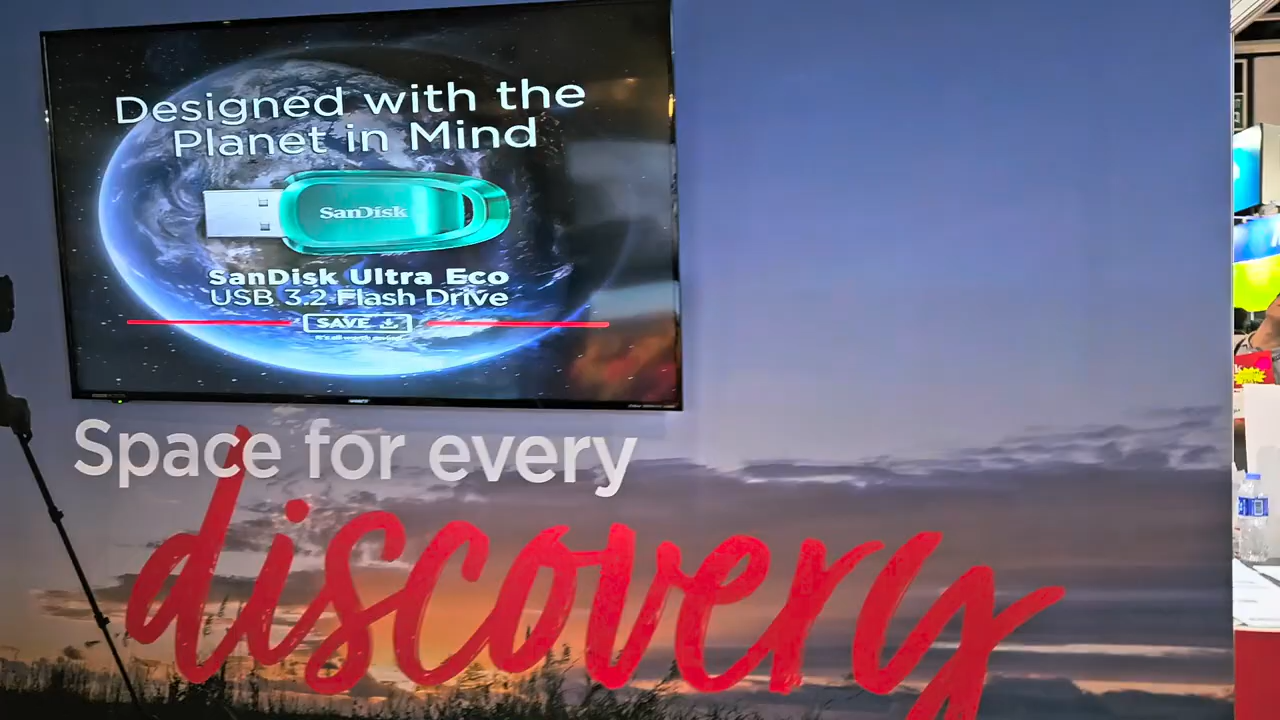 Designed with the
Planet in Mind
SanDisk
SanDisk Ultra Eco
USB 3.2 Flash Drive
SAVE
Space for every
discovery